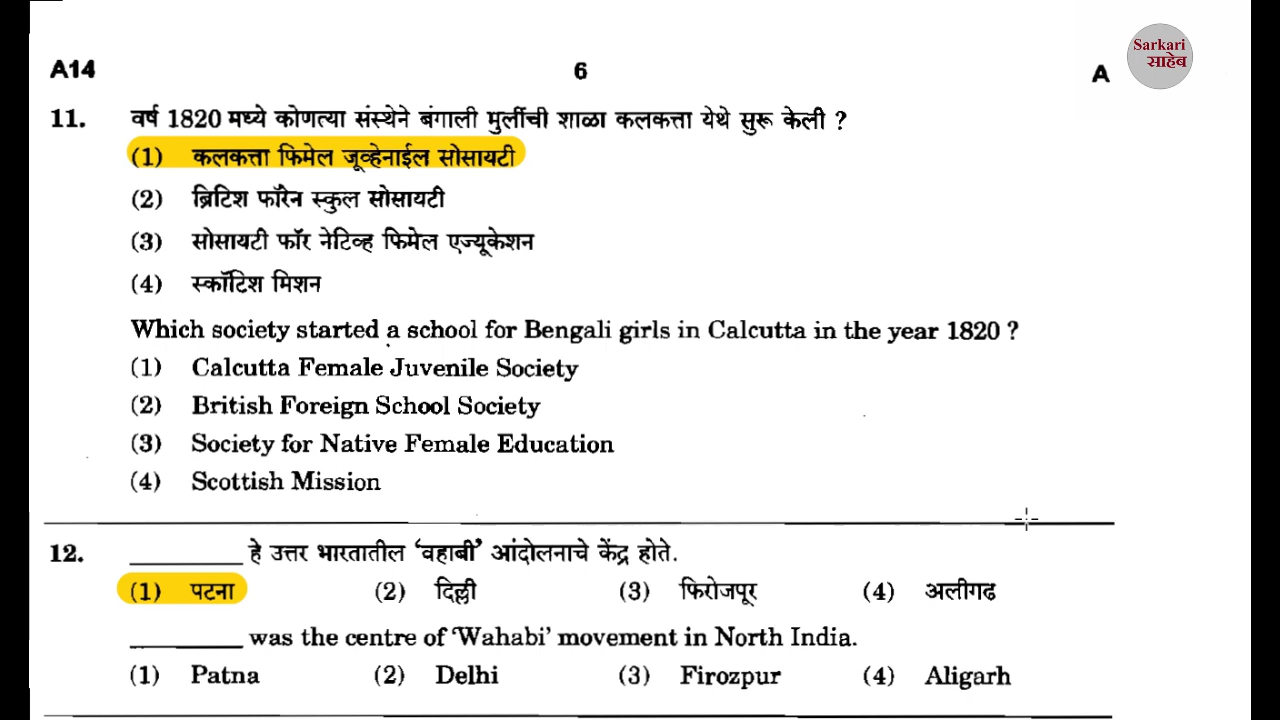 Sarkari
साहेब
A14 6 A
11. वर्ष 1820 मध्ये कोणत्या संस्थेने बंगाली मुलींची शाळा कलकत्ता येथे सुरू केली ?
(1) कलकत्ता फिमेल जूव्हेनाईल सोसायटी
(2) ब्रिटिश फॉरेन स्कुल सोसायटी
(3) सोसायटी फॉर नेटिव्ह फिमेल एज्यूकेशन
(4) स्कॉटिश मिशन
Which society started a school for Bengali girls in Calcutta in the year 1820 ?
(1) Calcutta Female Juvenile Society
(2) British Foreign School Society
(3) Society for Native Female Education
(4) Scottish Mission
12. ________ हे उत्तर भारतातील ‘वहाबी’ आंदोलनाचे केंद्र होते.
(1) पटना (2) दिल्ली (3) फिरोजपूर (4) अलीगढ
________ was the centre of ‘Wahabi’ movement in North India.
(1) Patna (2) Delhi (3) Firozpur (4) Aligarh